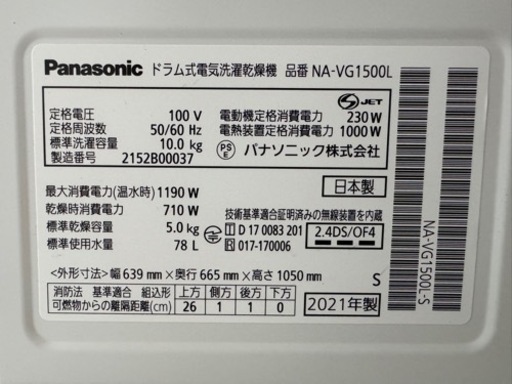 Panasonic ドラム式電気洗濯乾燥機 品番 NA-VG1500L
定格電圧 100 V
定格周波数 50/60 Hz
標準洗濯容量 10.0 kg
製造番号 2152B00037
S-JET
電動機定格消費電力 230 W
電熱装置定格消費電力 1000 W
PSE パナソニック株式会社
最大消費電力(温水時) 1190 W
乾燥時消費電力 710 W
標準乾燥容量 5.0 kg
標準使用水量 78 L
日本製
技術基準適合証明済みの無線装置を内蔵
T D 17 0083 201
R 017-170006
2.4DS/OF4
<外形寸法> 幅 639 mm × 奥行 665 mm × 高さ 1050 mm
S
消防法 基準適合 組込形 上方 側方 後方 下方
可燃物からの離隔距離(cm) 26 1 1 0
2021年製
NA-VG1500L-S